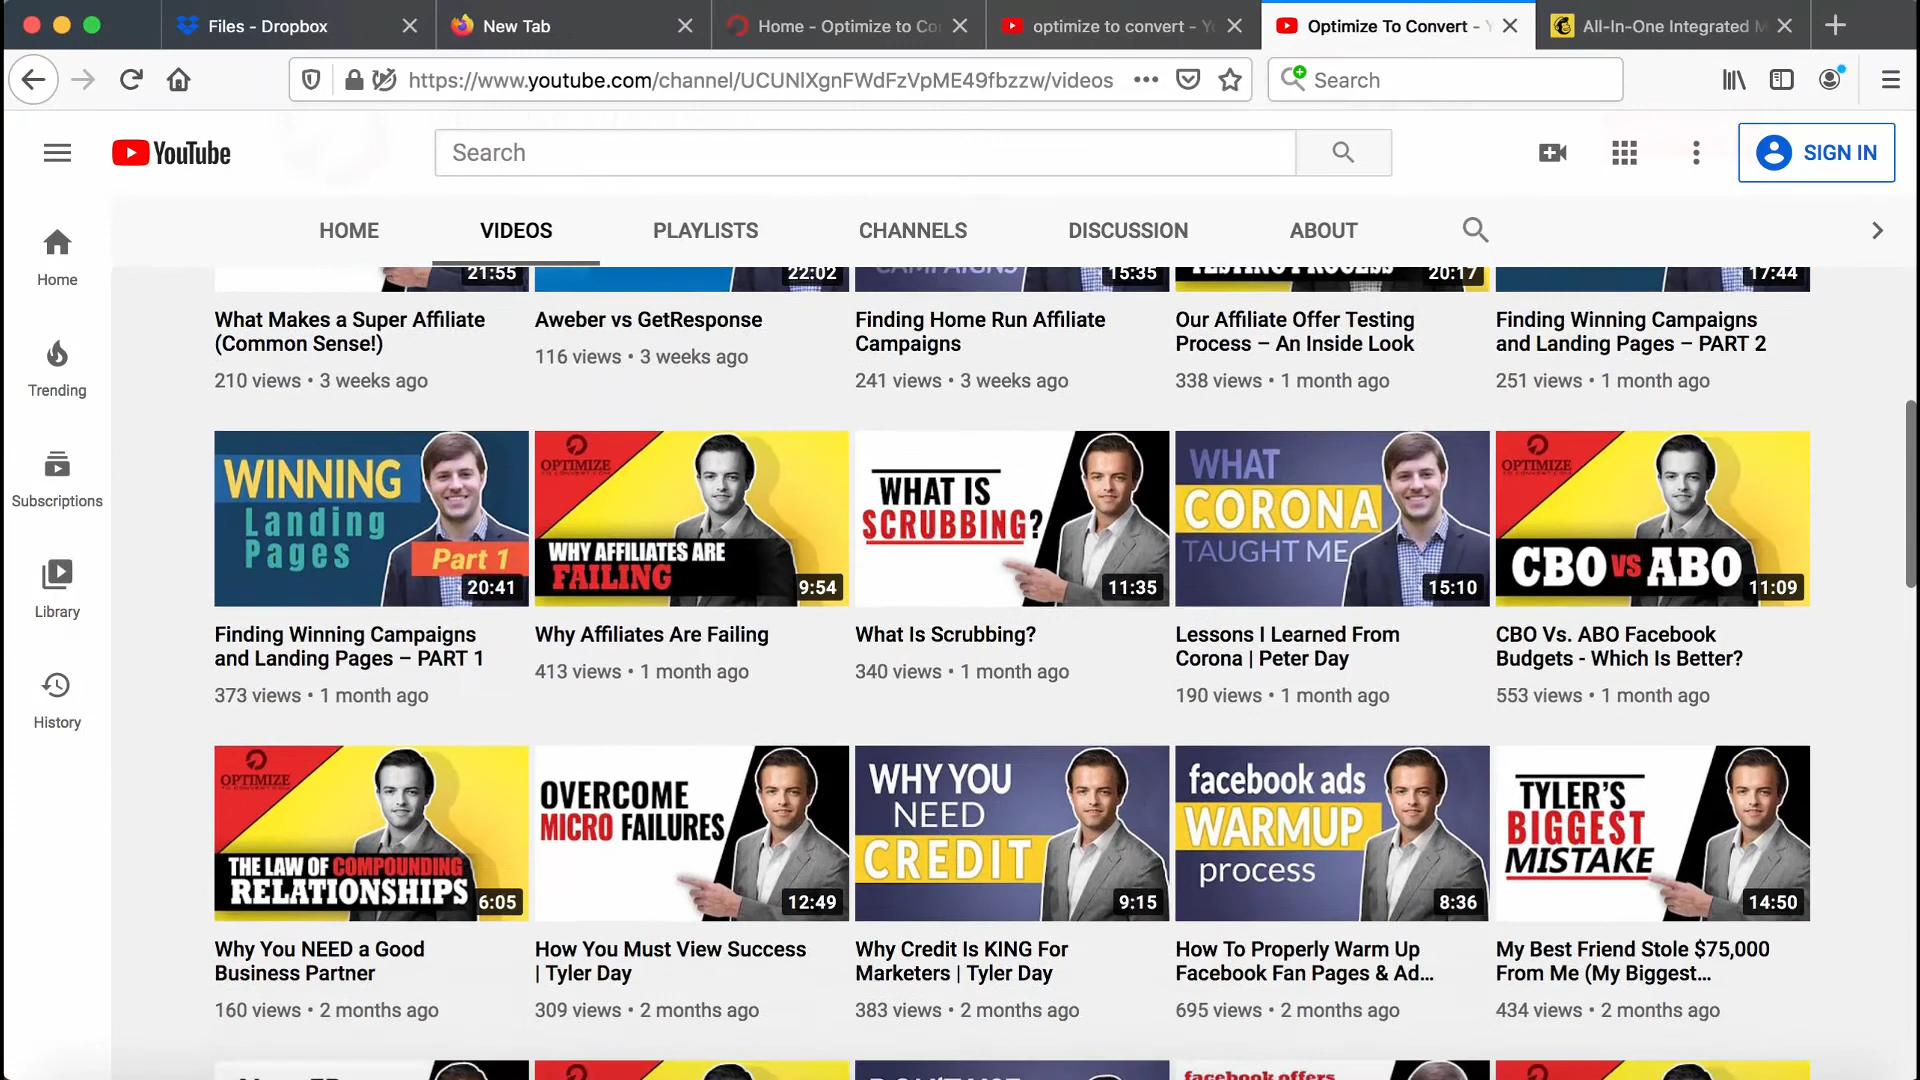 Files - Dropbox
New Tab
Home - Optimize to Co
optimize to convert - Y
Optimize To Convert - Y
All-In-One Integrated M
https://www.youtube.com/channel/UCUNlXgnFWdFzVpME49fbzzw/videos
Search
YouTube
Search
SIGN IN
HOME
VIDEOS
PLAYLISTS
CHANNELS
DISCUSSION
ABOUT
Home
Trending
Subscriptions
Library
History
21:55
22:02
CAMPAIGNS
15:35
TESTING PROCESS
20:17
17:44
What Makes a Super Affiliate
(Common Sense!)
210 views • 3 weeks ago
Aweber vs GetResponse
116 views • 3 weeks ago
Finding Home Run Affiliate
Campaigns
241 views • 3 weeks ago
Our Affiliate Offer Testing
Process – An Inside Look
338 views • 1 month ago
Finding Winning Campaigns
and Landing Pages – PART 2
251 views • 1 month ago
WINNING
Landing
Pages
Part 1
20:41
OPTIMIZE
TO CONVERT.COM
WHY AFFILIATES ARE
FAILING
9:54
WHAT IS
SCRUBBING?
11:35
WHAT
CORONA
TAUGHT ME
15:10
OPTIMIZE
TO CONVERT.COM
CBO VS ABO
11:09
Finding Winning Campaigns
and Landing Pages – PART 1
373 views • 1 month ago
Why Affiliates Are Failing
413 views • 1 month ago
What Is Scrubbing?
340 views • 1 month ago
Lessons I Learned From
Corona | Peter Day
190 views • 1 month ago
CBO Vs. ABO Facebook
Budgets - Which Is Better?
553 views • 1 month ago
OPTIMIZE
TO CONVERT.COM
THE LAW OF COMPOUNDING
RELATIONSHIPS
6:05
OVERCOME
MICRO FAILURES
12:49
WHY YOU
NEED
CREDIT
9:15
facebook ads
WARMUP
process
8:36
TYLER'S
BIGGEST
MISTAKE
14:50
Why You NEED a Good
Business Partner
160 views • 2 months ago
How You Must View Success
| Tyler Day
309 views • 2 months ago
Why Credit Is KING For
Marketers | Tyler Day
383 views • 2 months ago
How To Properly Warm Up
Facebook Fan Pages & Ad...
695 views • 2 months ago
My Best Friend Stole $75,000
From Me (My Biggest...
434 views • 2 months ago
facebook offers